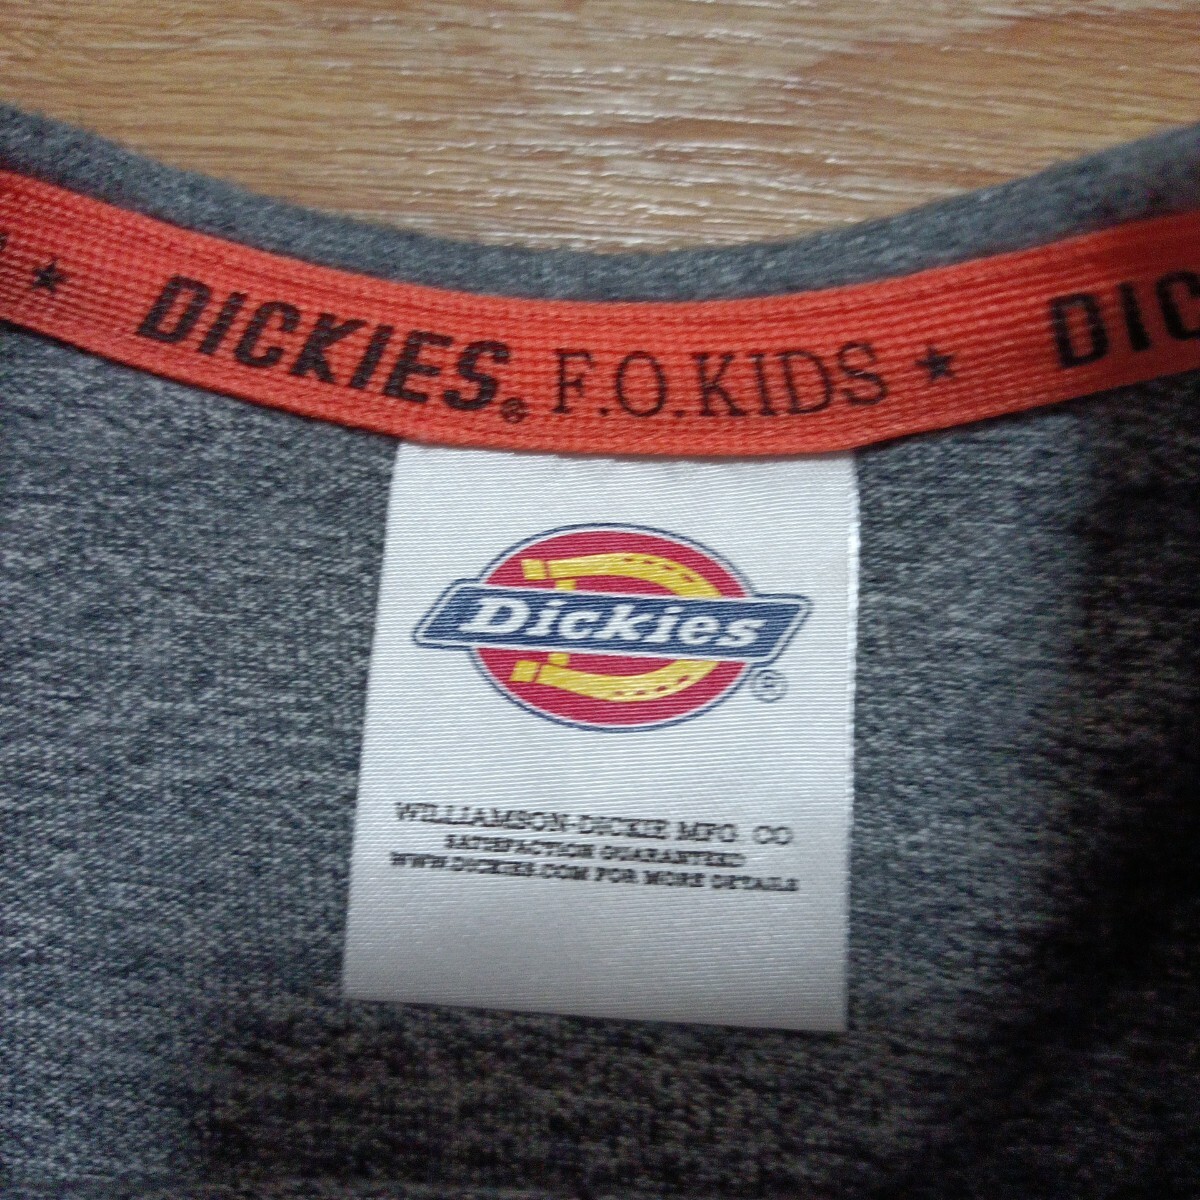 ★ DICKIES® F.O.KIDS ★ DIC
Dickies®
WILLIAMSON-DICKIE MFG. CO
SATISFACTION GUARANTEED
WWW.DICKIES.COM FOR MORE DETAILS